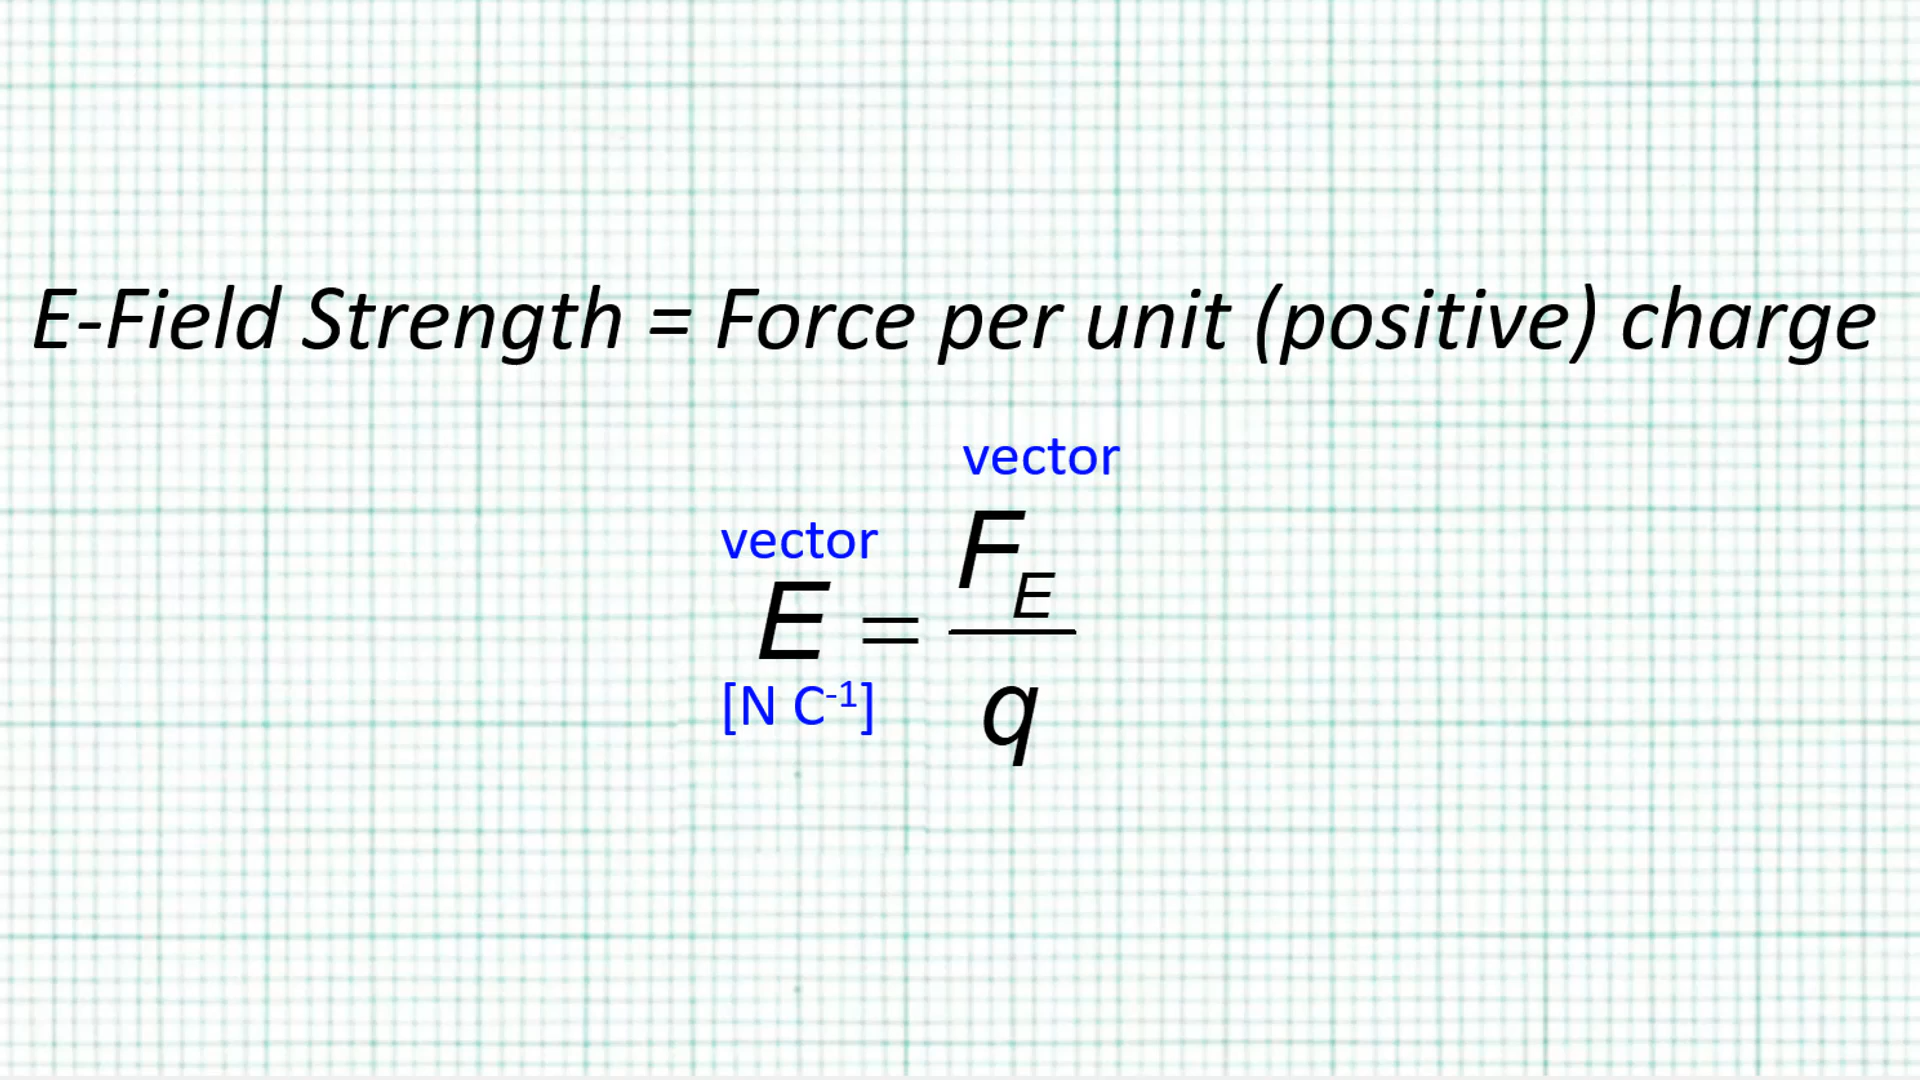 E-Field Strength = Force per unit (positive) charge
vector
vector
E = F_E / q
[N C⁻¹]